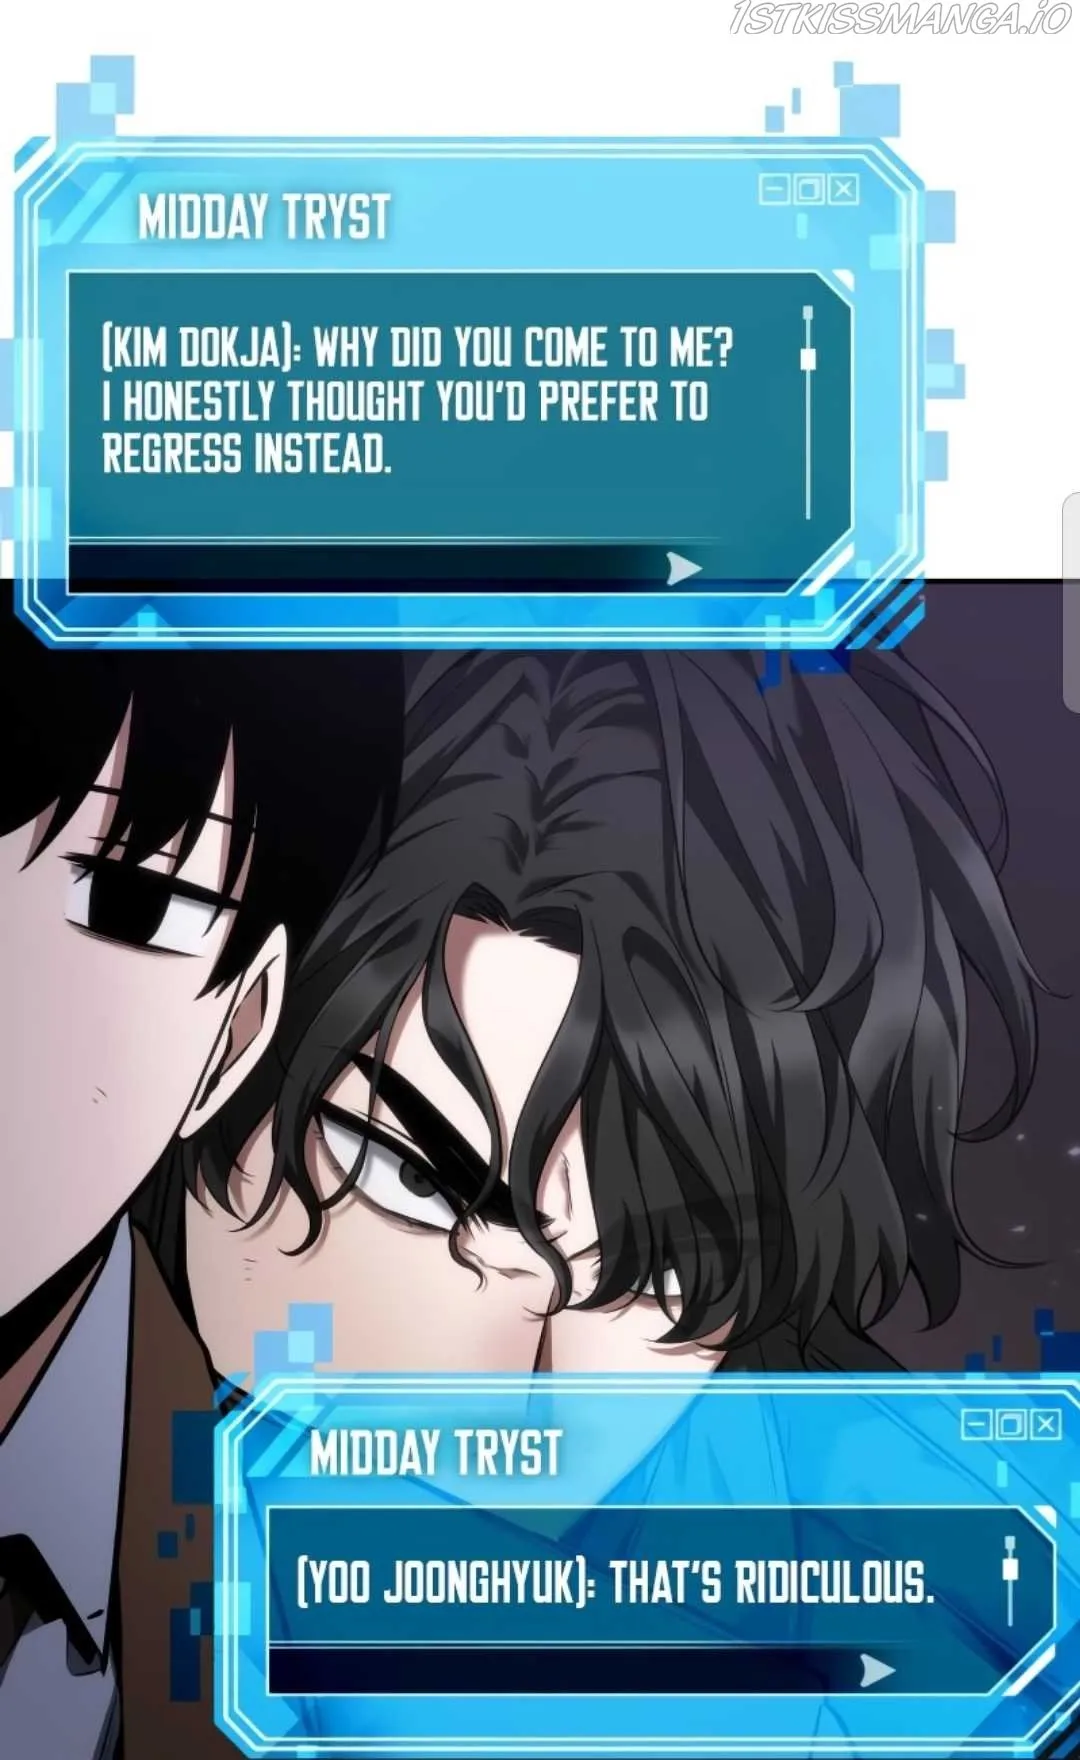 1STKISSMANGA.iO
MIDDAY TRYST
(KIM DOKJA): WHY DID YOU COME TO ME?
I HONESTLY THOUGHT YOU'D PREFER TO
REGRESS INSTEAD.
MIDDAY TRYST
(YOO JOONGHYUK): THAT'S RIDICULOUS.